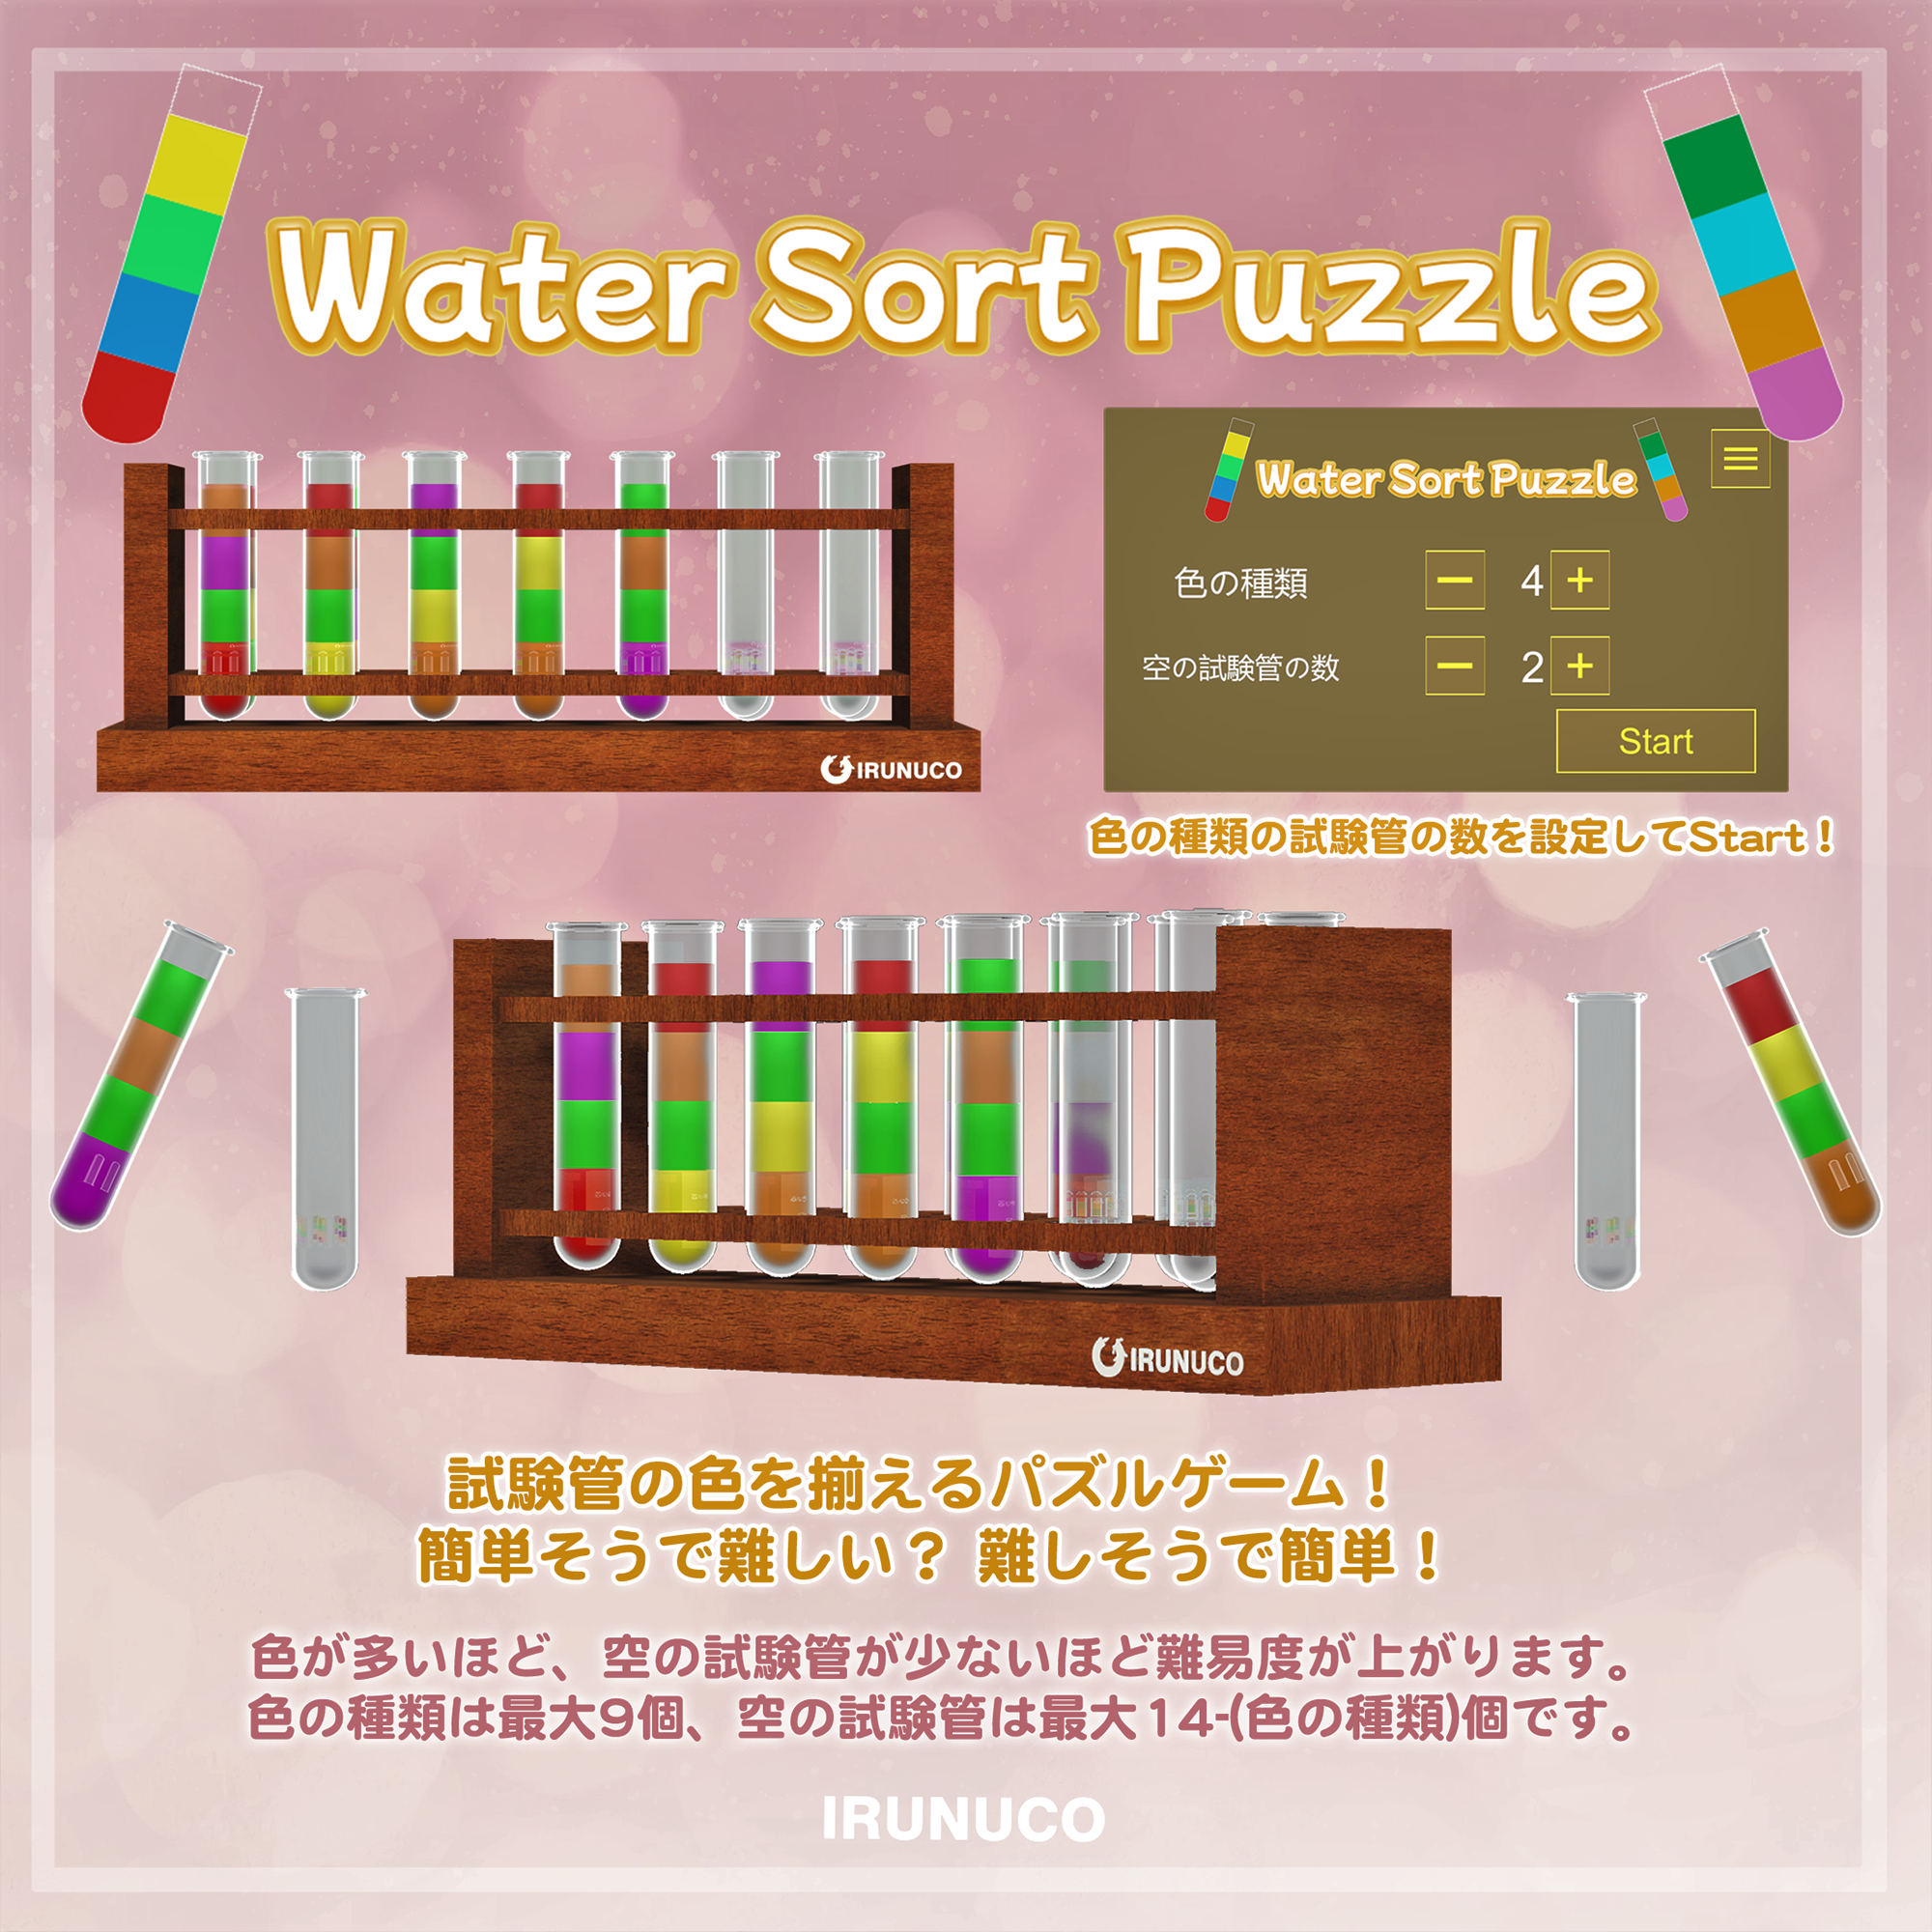 Water Sort Puzzle
IRUNUCO
Water Sort Puzzle
色の種類
4
空の試験管の数
2
Start
色の種類の試験管の数を設定してStart！
IRUNUCO
試験管の色を揃えるパズルゲーム！
簡単そうで難しい？ 難しそうで簡単！
色が多いほど、空の試験管が少ないほど難易度が上がります。
色の種類は最大9個、空の試験管は最大14-(色の種類)個です。
IRUNUCO